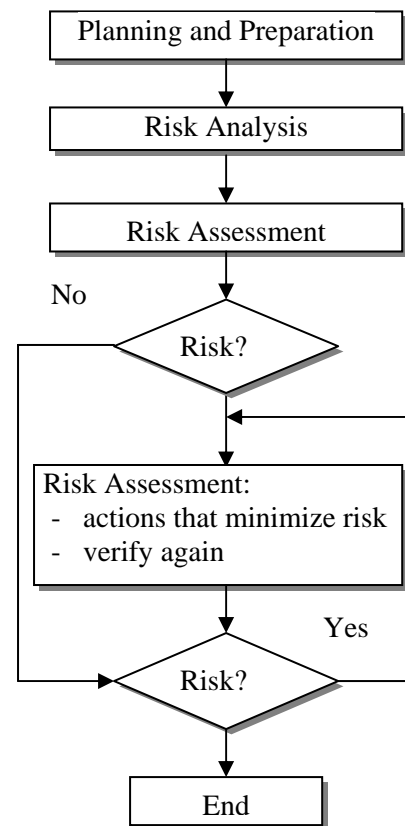 Planning and Preparation
Risk Analysis
Risk Assessment
No
Risk?
Risk Assessment:
- actions that minimize risk
- verify again
Yes
Risk?
End